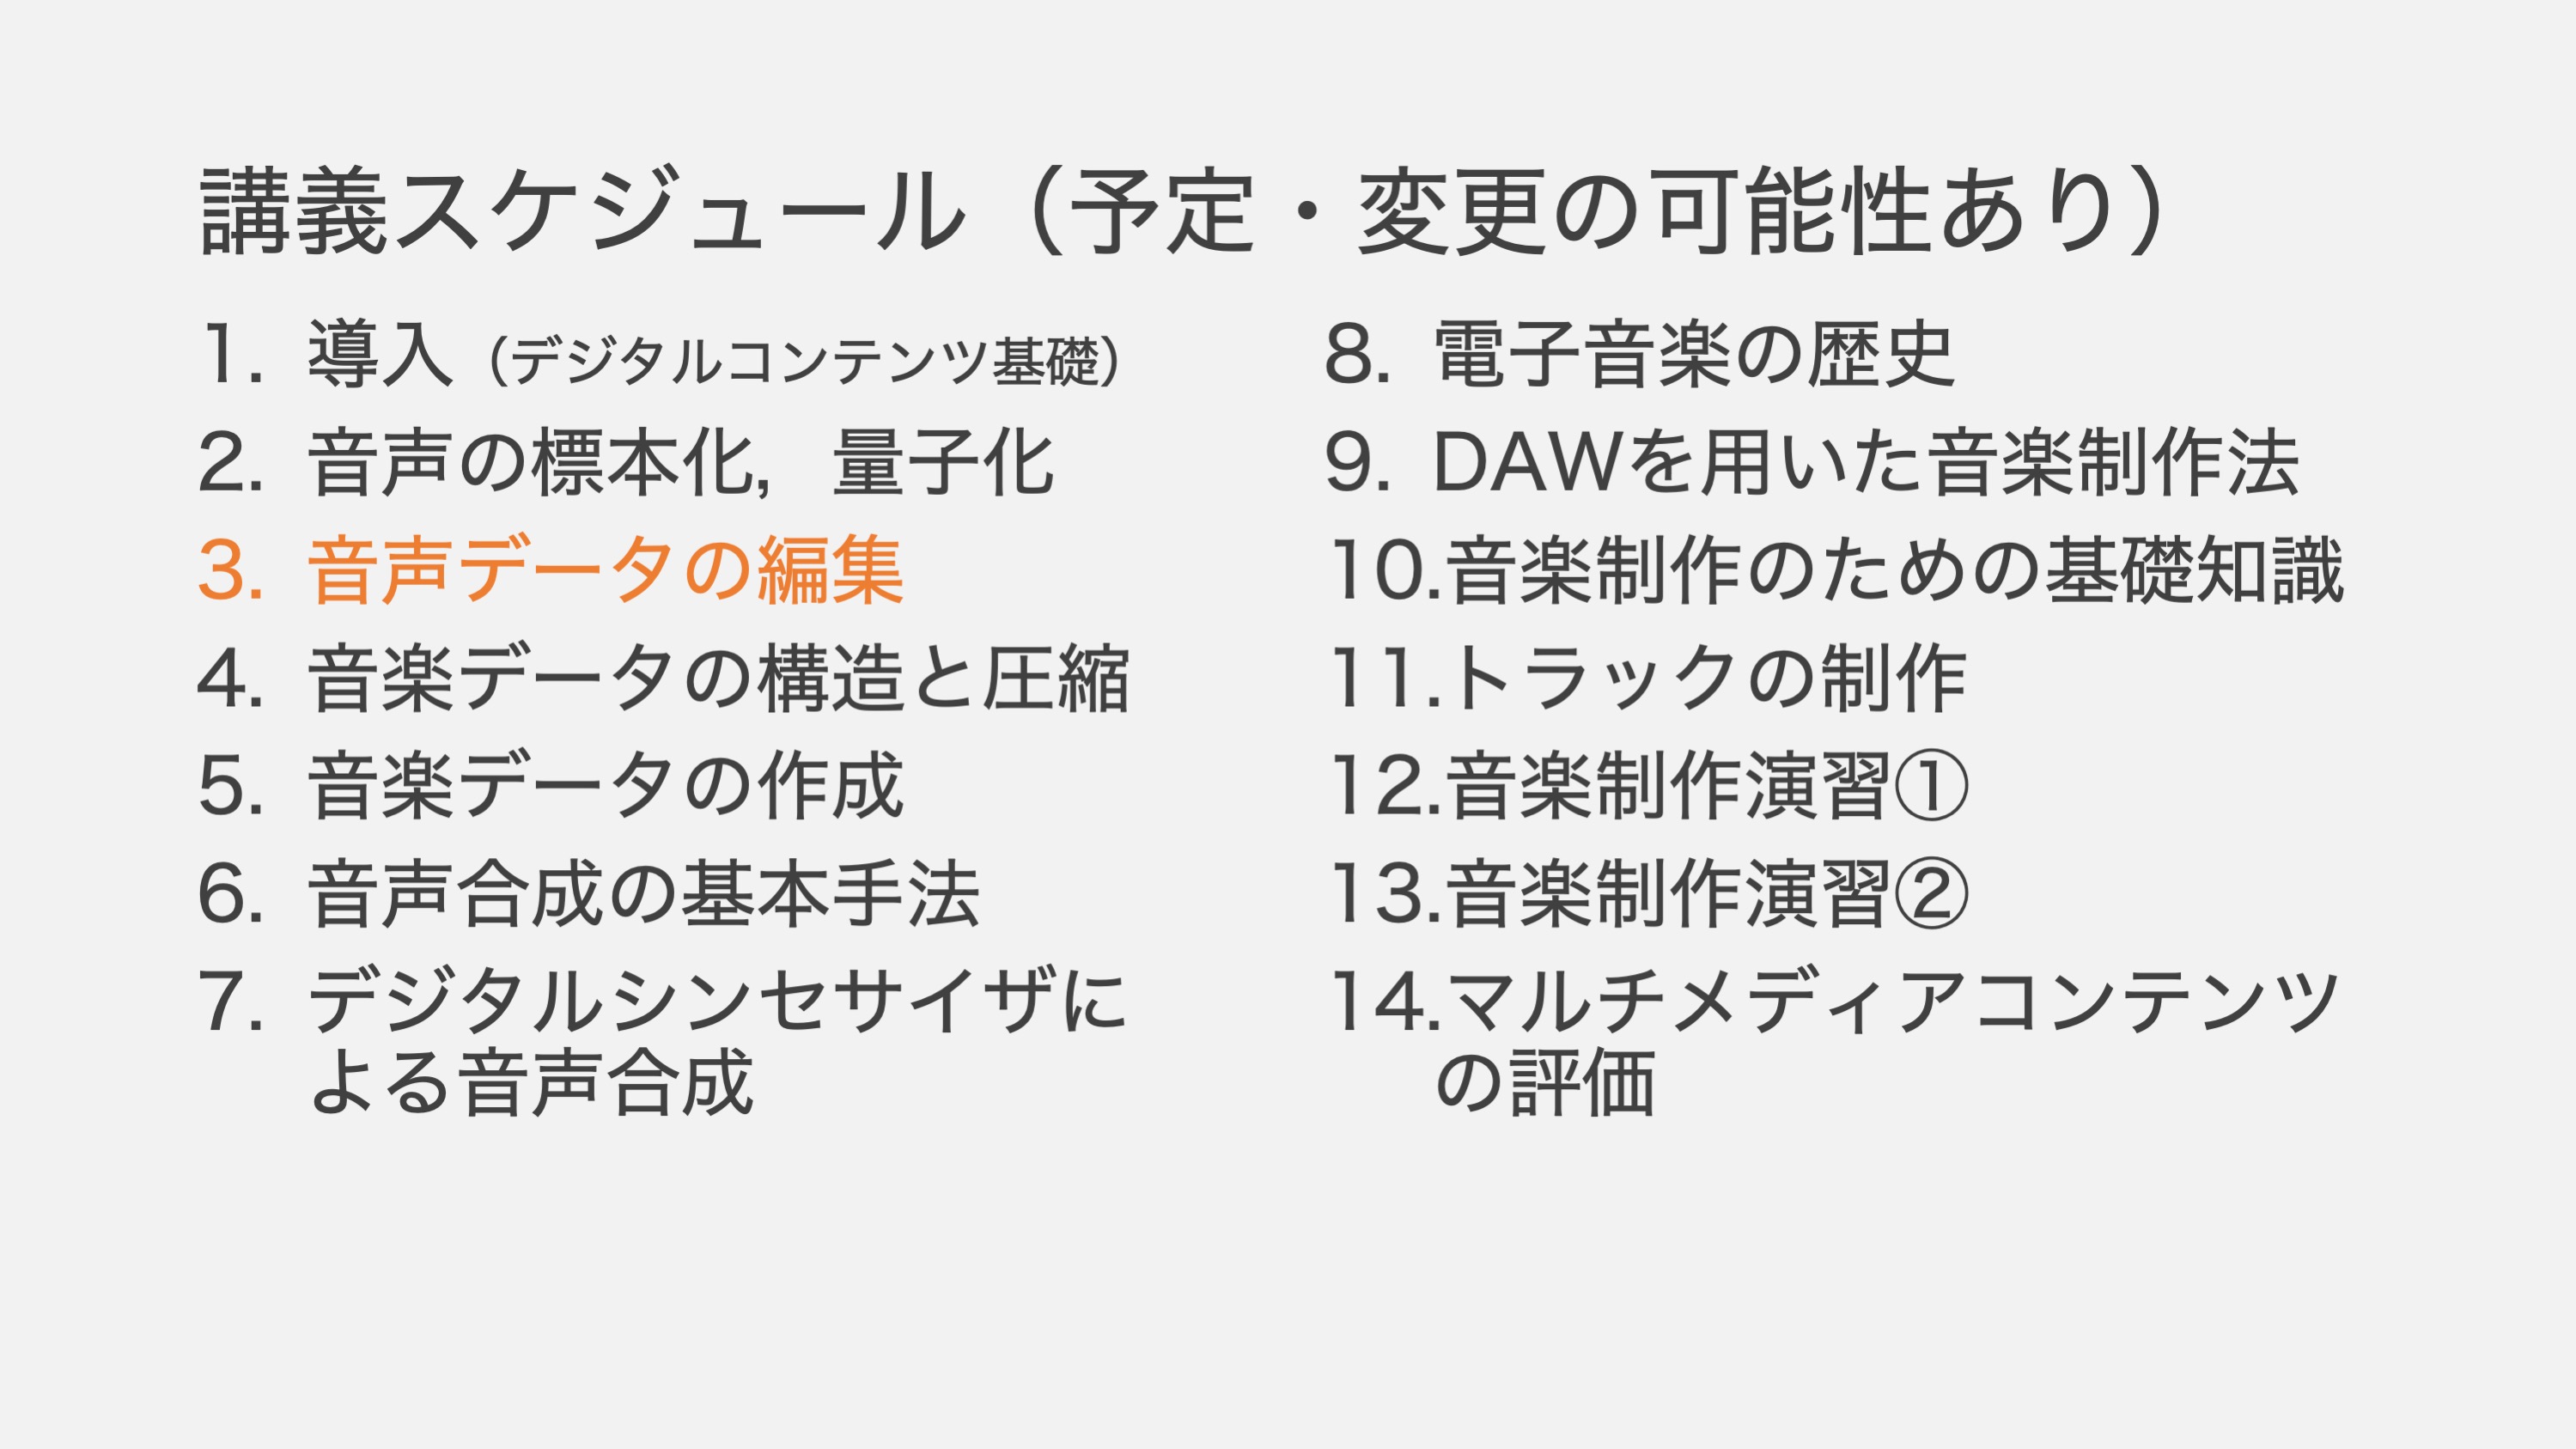 講義スケジュール（予定・変更の可能性あり）
1. 導入（デジタルコンテンツ基礎）
2. 音声の標本化，量子化
3. 音声データの編集
4. 音楽データの構造と圧縮
5. 音楽データの作成
6. 音声合成の基本手法
7. デジタルシンセサイザに
よる音声合成
8. 電子音楽の歴史
9. DAWを用いた音楽制作法
10.音楽制作のための基礎知識
11.トラックの制作
12.音楽制作演習①
13.音楽制作演習②
14.マルチメディアコンテンツ
の評価